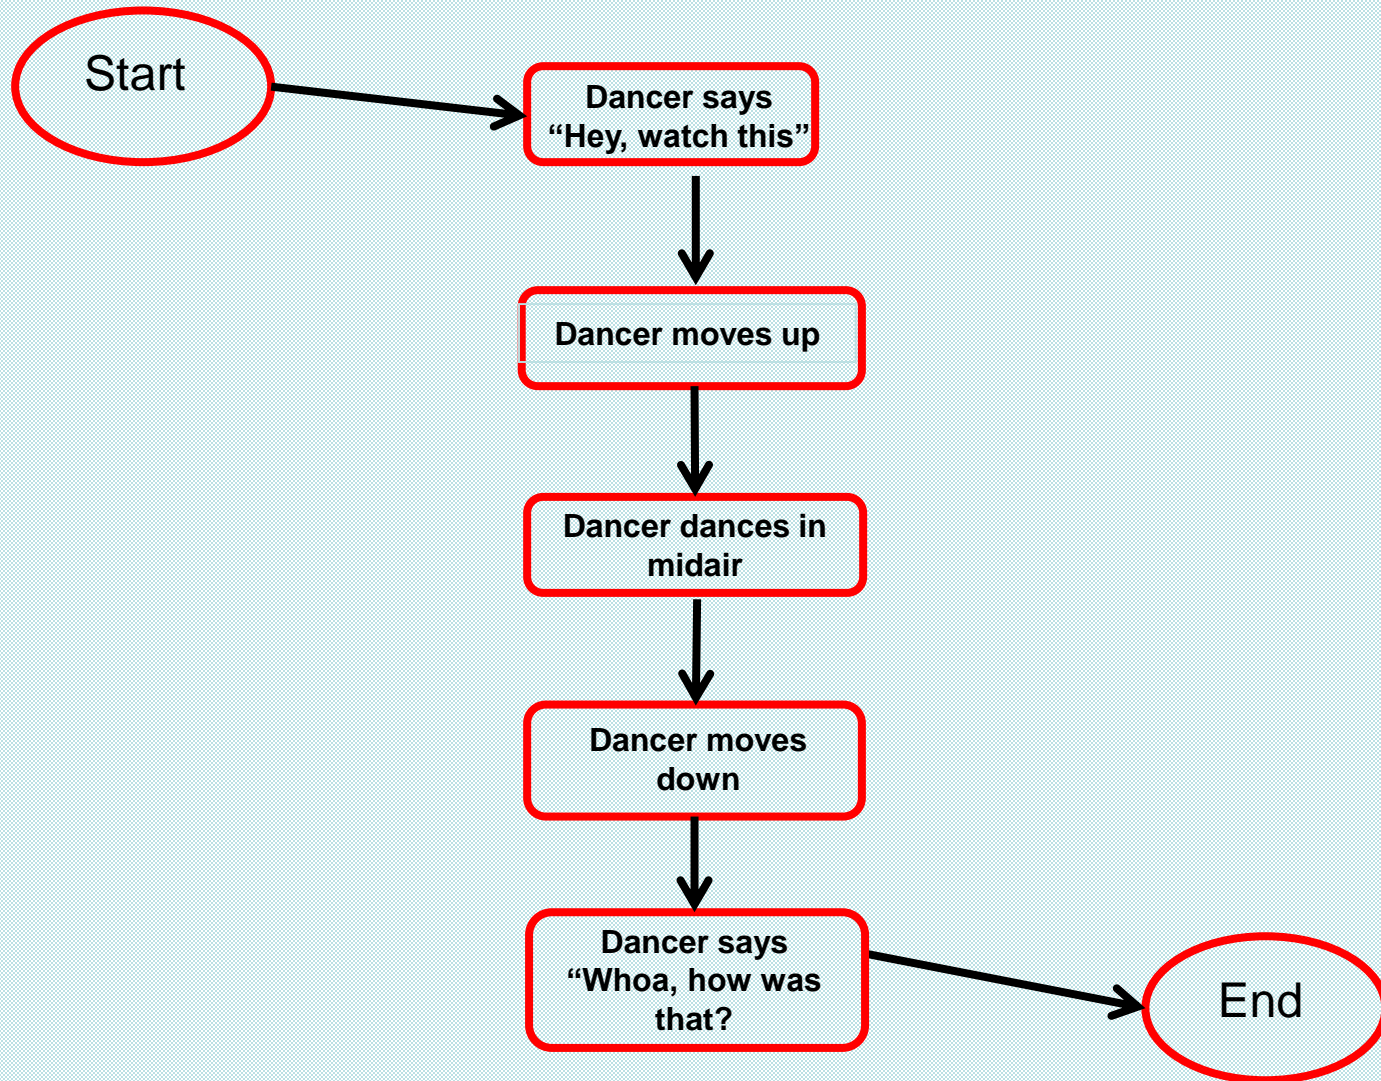 Start
Dancer says
“Hey, watch this”
Dancer moves up
Dancer dances in
midair
Dancer moves
down
Dancer says
“Whoa, how was
that?
End